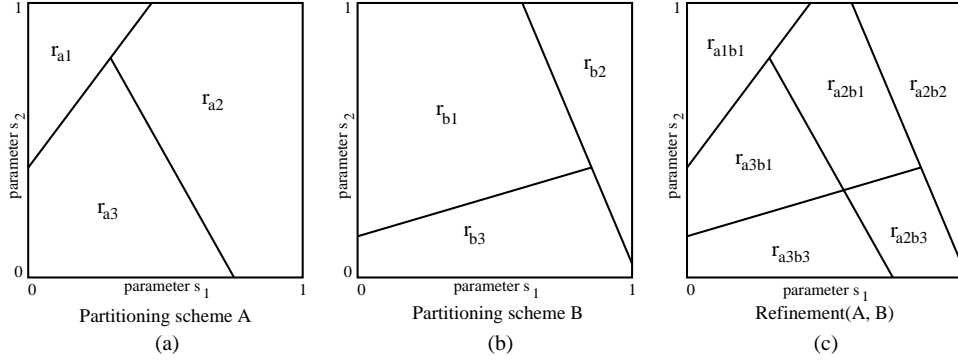 1
r_a1
r_a2
r_a3
parameter s_2
0
0
parameter s_1
1
Partitioning scheme A
(a)
1
r_b1
r_b2
r_b3
parameter s_2
0
0
parameter s_1
1
Partitioning scheme B
(b)
1
r_a1b1
r_a2b1
r_a2b2
r_a3b1
r_a2b3
r_a3b3
parameter s_2
0
0
parameter s_1
1
Refinement(A, B)
(c)